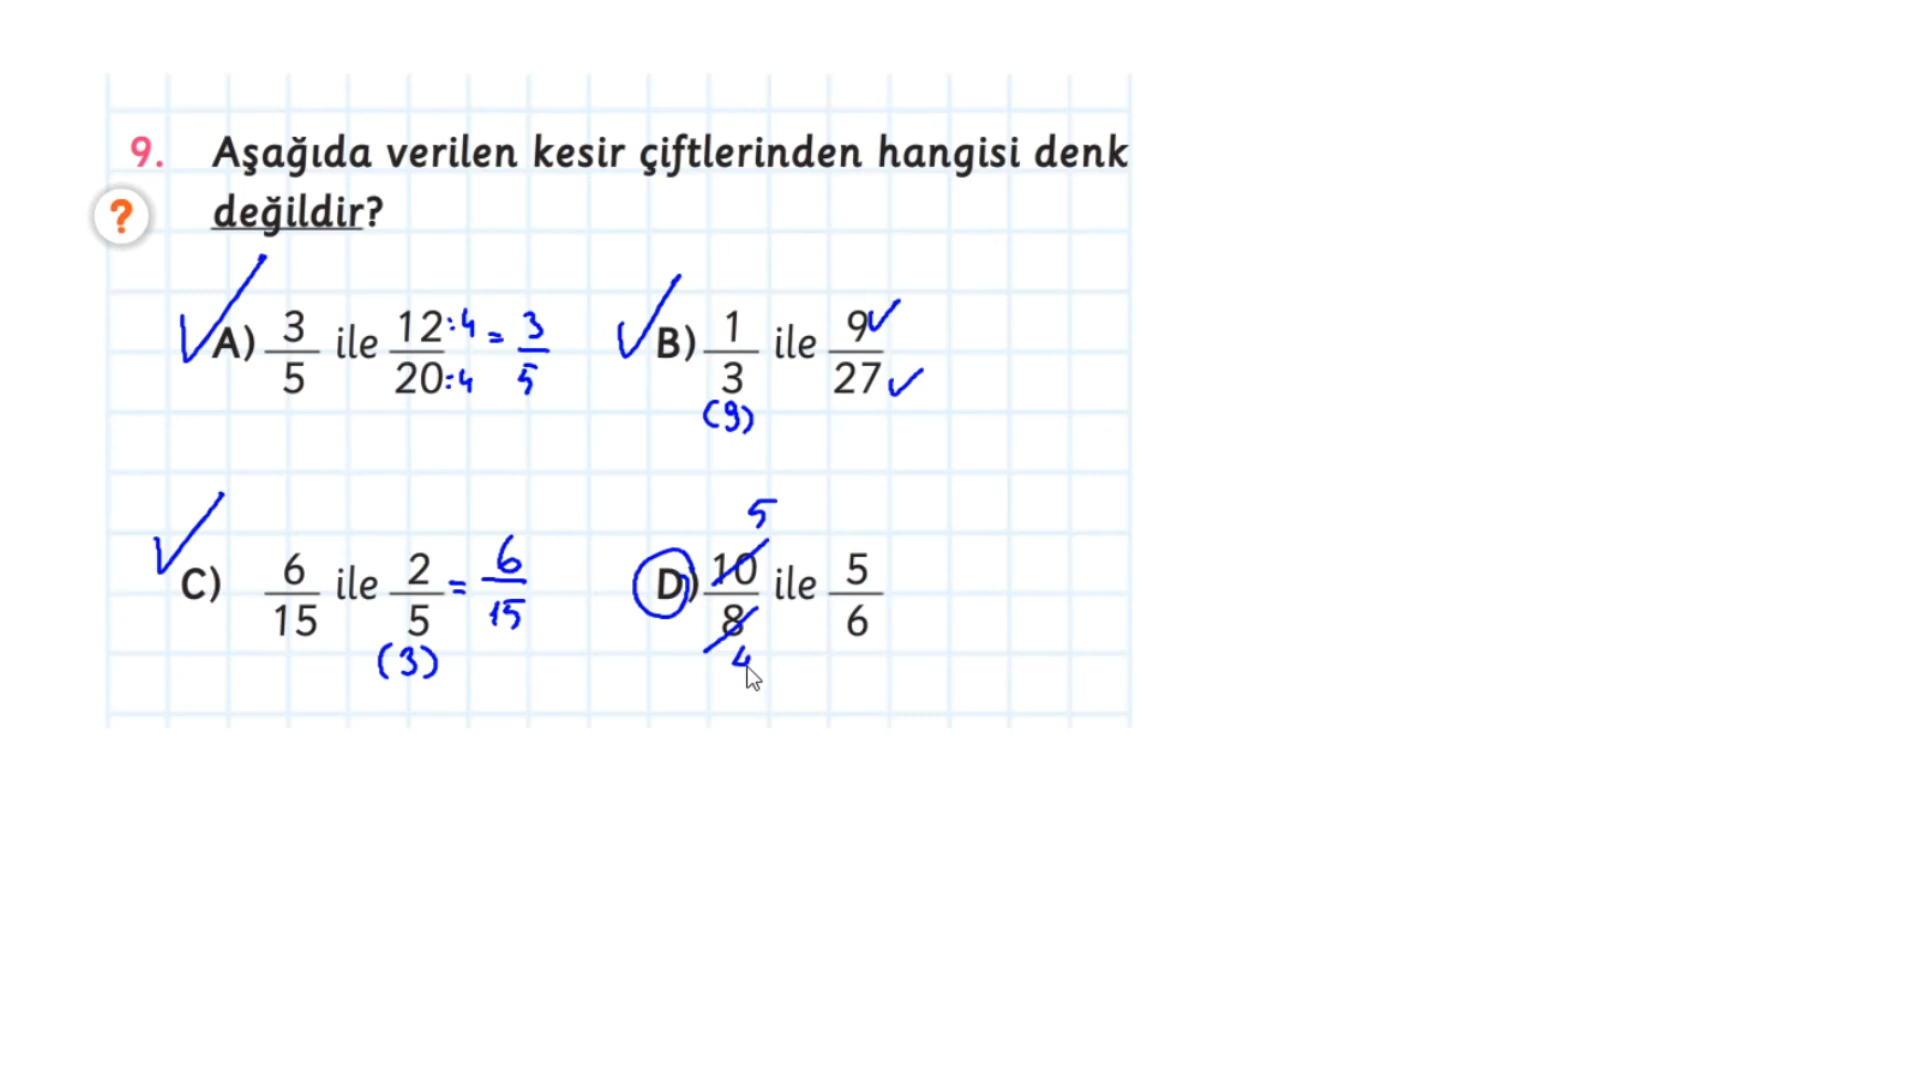 9. Aşağıda verilen kesir çiftlerinden hangisi denk
? değildir?
A) 3/5 ile 12:4/20:4 = 3/5
B) 1/3 ile 9/27
(9)
C) 6/15 ile 2/5 = 6/15
(3)
5
D) 10/8 ile 5/6
4